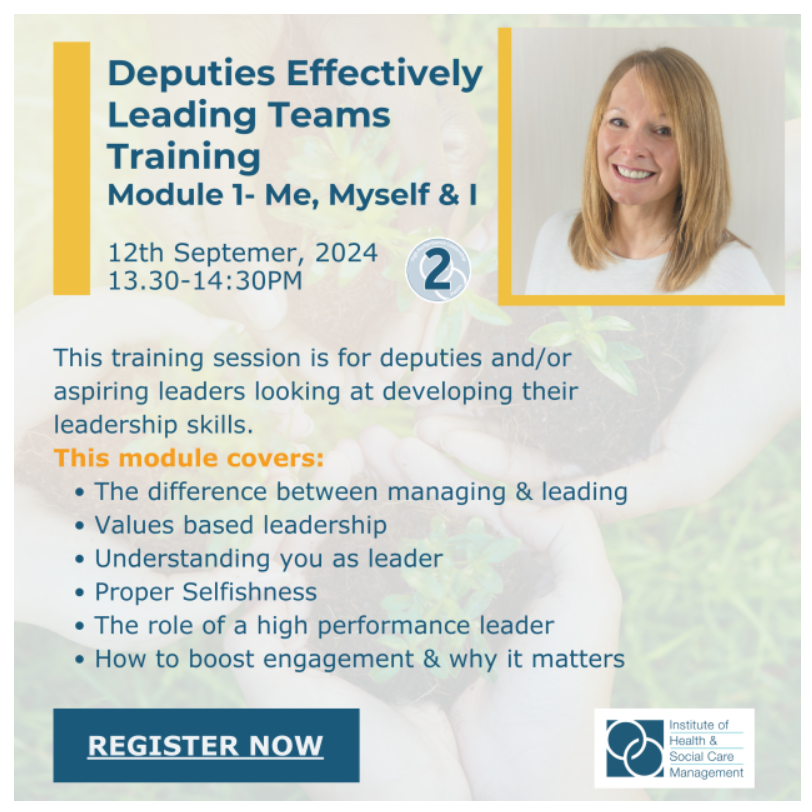 Deputies Effectively
Leading Teams
Training
Module 1- Me, Myself & I
12th Septemer, 2024
13.30-14:30PM
2
This training session is for deputies and/or
aspiring leaders looking at developing their
leadership skills.
This module covers:
• The difference between managing & leading
• Values based leadership
• Understanding you as leader
• Proper Selfishness
• The role of a high performance leader
• How to boost engagement & why it matters
REGISTER NOW
Institute of
Health &
Social Care
Management